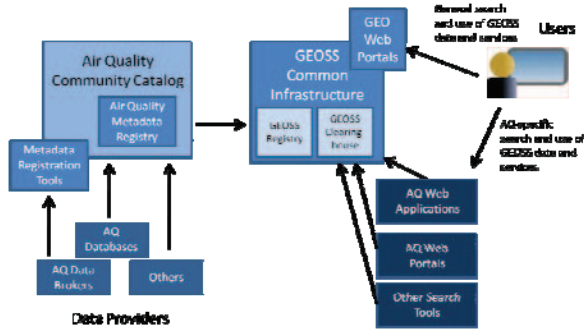 Air Quality
Community Catalog
Air Quality
Metadata
Registry
Metadata
Registration
Tools
AQ
Databases
AQ Data
Brokers
Others
Data Providers
GEOSS
Common
Infrastructure
GEO
Web
Portals
GEOSS
Registry
GEOSS
Clearing
house
General search
and use of GEOSS
data and services
Users
AQ-specific
search and use of
GEOSS data and
services
AQ Web
Applications
AQ Web
Portals
Other Search
Tools